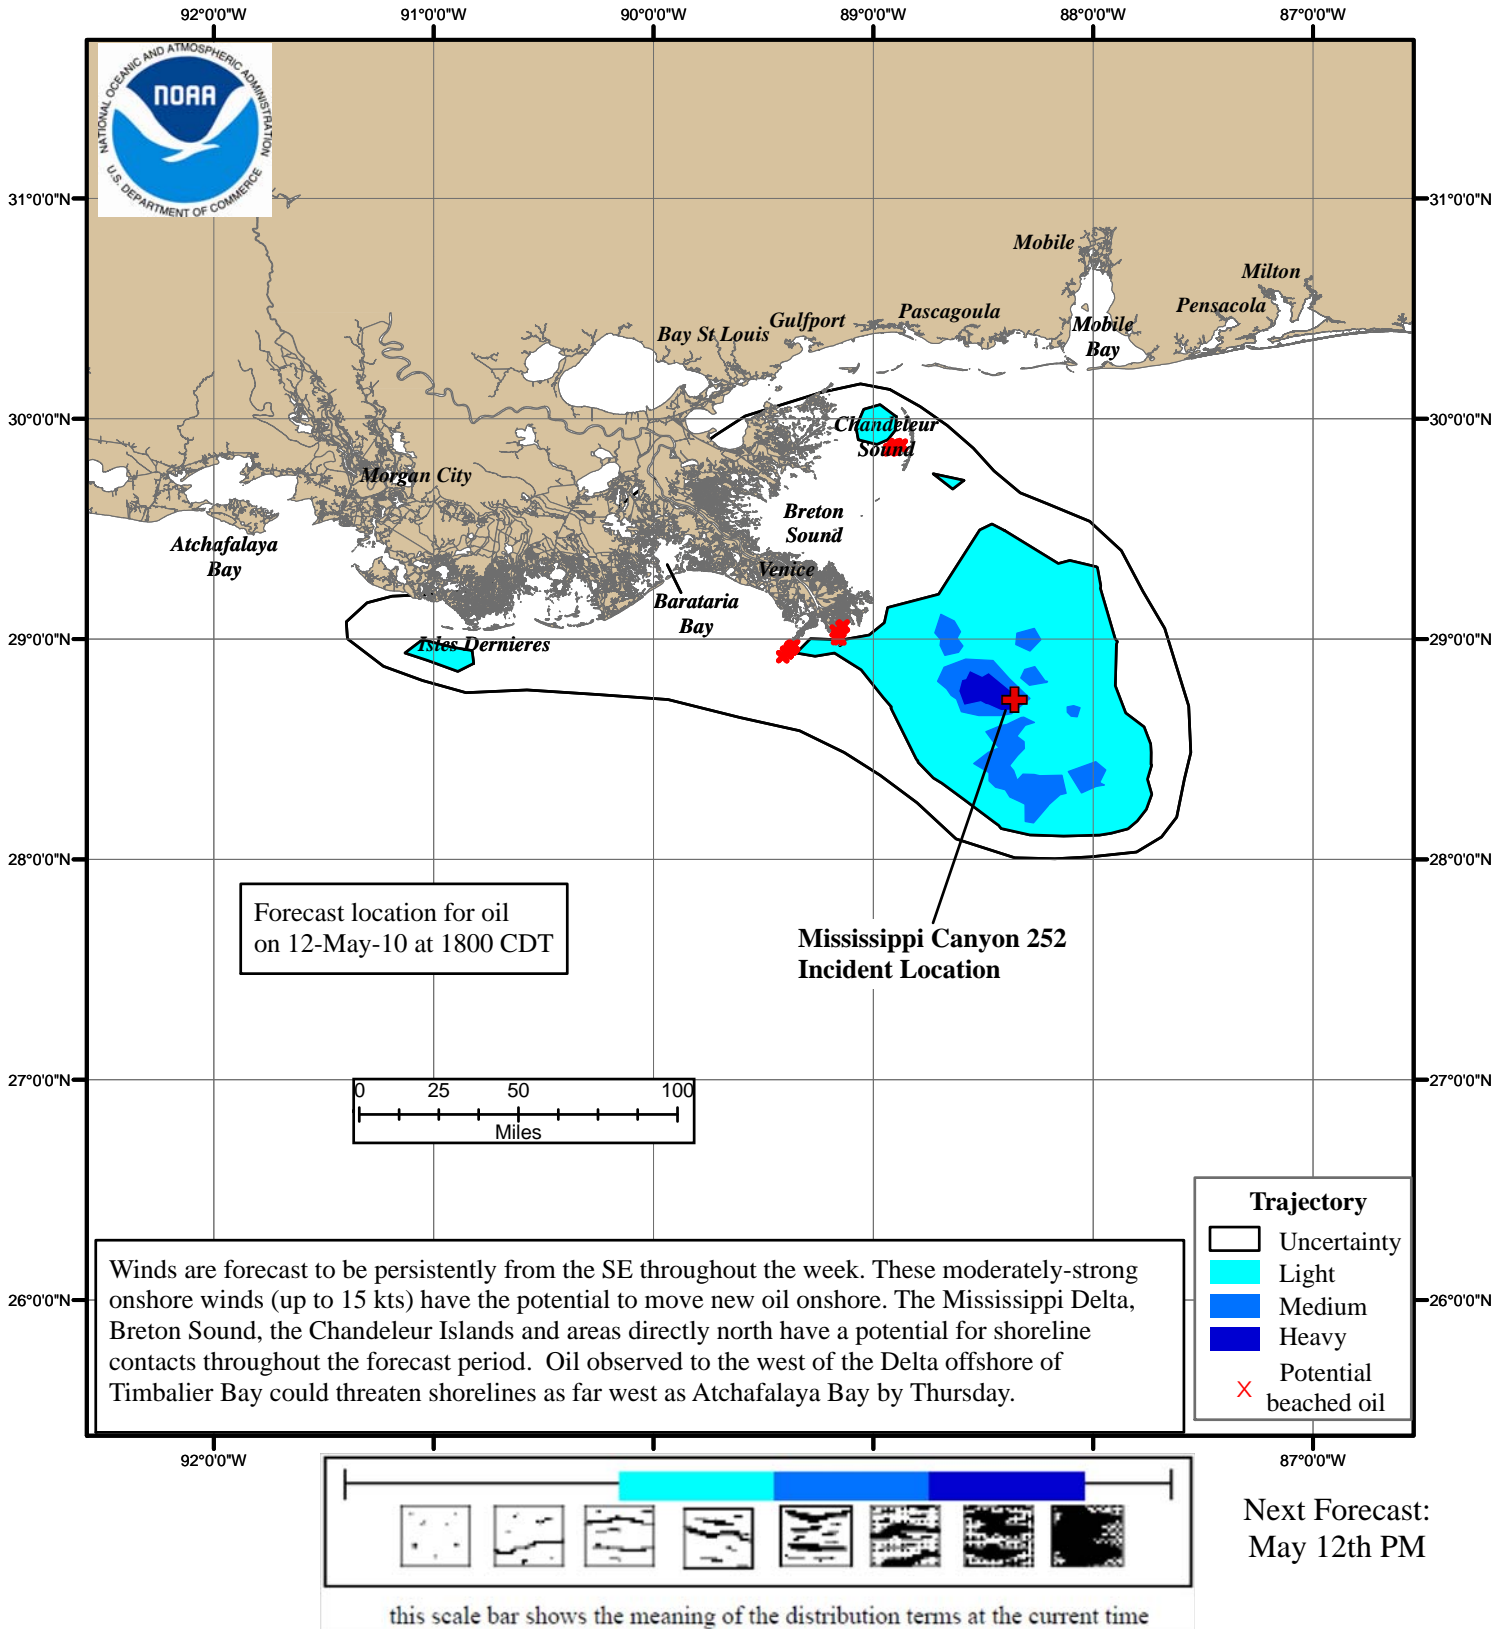 92°0'0"W 91°0'0"W 90°0'0"W 89°0'0"W 88°0'0"W 87°0'0"W
NATIONAL OCEANIC AND ATMOSPHERIC ADMINISTRATION
NOAA
U.S. DEPARTMENT OF COMMERCE
31°0'0"N 31°0'0"N
Mobile
Milton
Pensacola
Pascagoula
Gulfport
Bay St Louis
Mobile
Bay
30°0'0"N 30°0'0"N
Chandeleur
Sound
Morgan City
Breton
Sound
Atchafalaya
Bay
Venice
Barataria
Bay
29°0'0"N 29°0'0"N
Isles Dernieres
28°0'0"N 28°0'0"N
Forecast location for oil
on 12-May-10 at 1800 CDT
Mississippi Canyon 252
Incident Location
27°0'0"N 27°0'0"N
0 25 50 100
Miles
Trajectory
Uncertainty
Light
Medium
Heavy
Potential
beached oil
26°0'0"N 26°0'0"N
Winds are forecast to be persistently from the SE throughout the week. These moderately-strong
onshore winds (up to 15 kts) have the potential to move new oil onshore. The Mississippi Delta,
Breton Sound, the Chandeleur Islands and areas directly north have a potential for shoreline
contacts throughout the forecast period.  Oil observed to the west of the Delta offshore of
Timbalier Bay could threaten shorelines as far west as Atchafalaya Bay by Thursday.
92°0'0"W 87°0'0"W
Next Forecast:
May 12th PM
this scale bar shows the meaning of the distribution terms at the current time